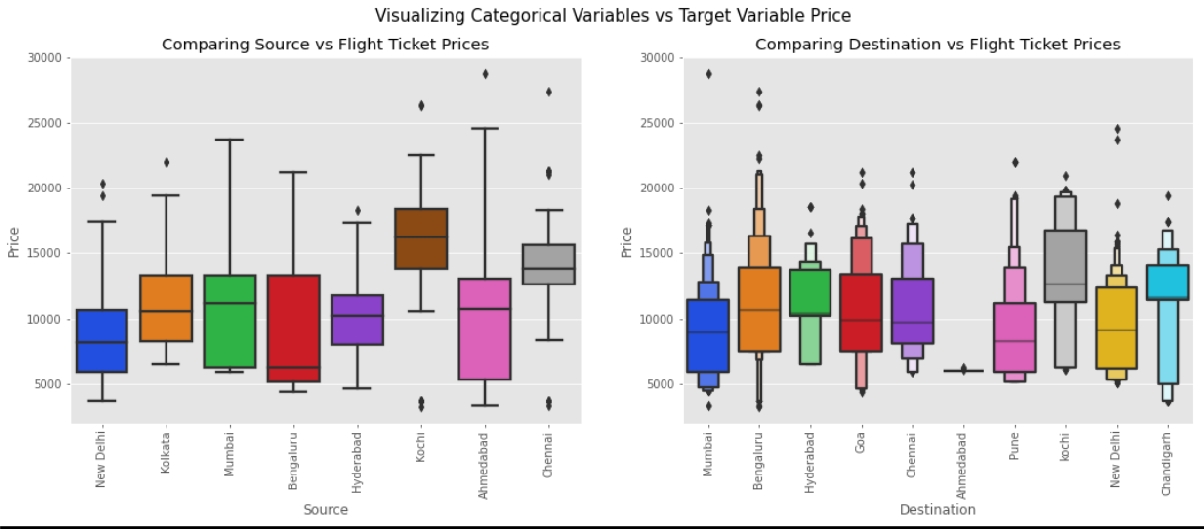 Visualizing Categorical Variables vs Target Variable Price
Comparing Source vs Flight Ticket Prices
30000
25000
20000
15000
10000
5000
Price
New Delhi
Kolkata
Mumbai
Bengaluru
Hyderabad
Kochi
Ahmedabad
Chennai
Source
Comparing Destination vs Flight Ticket Prices
30000
25000
20000
15000
10000
5000
Price
Mumbai
Bengaluru
Hyderabad
Goa
Chennai
Ahmedabad
Pune
kochi
New Delhi
Chandigarh
Destination